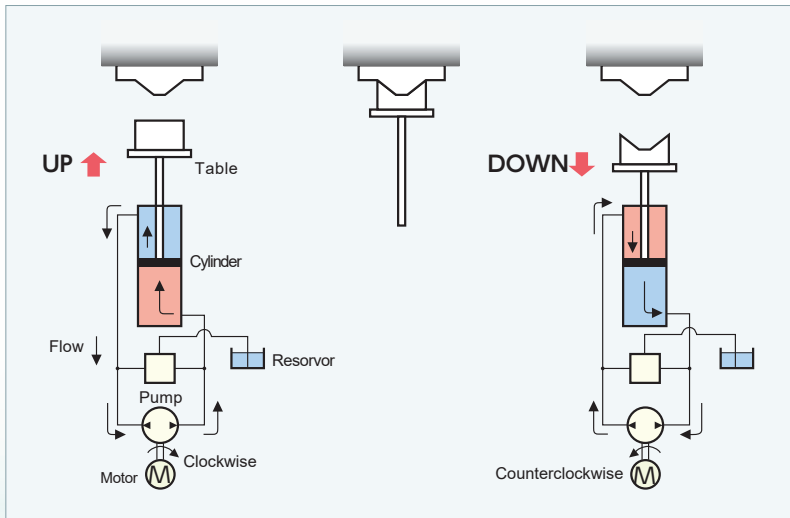 UP
Table
Cylinder
Flow
Resorvor
Pump
Clockwise
Motor
M
DOWN
Counterclockwise
M